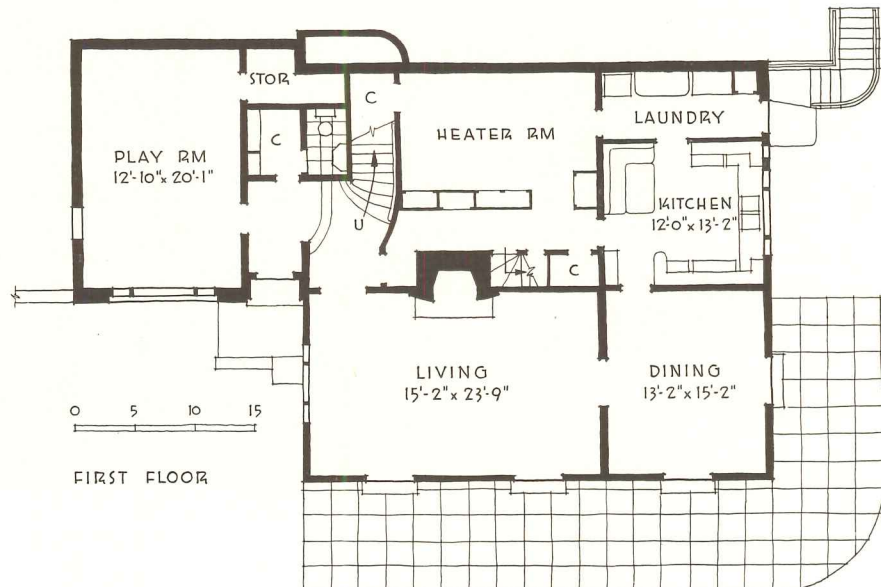 STOR
C
HEATER RM
LAUNDRY
C
PLAY RM
12'-10" x 20'-1"
U
KITCHEN
12'-0" x 13'-2"
C
LIVING
15'-2" x 23'-9"
DINING
13'-2" x 15'-2"
0 5 10 15
FIRST FLOOR